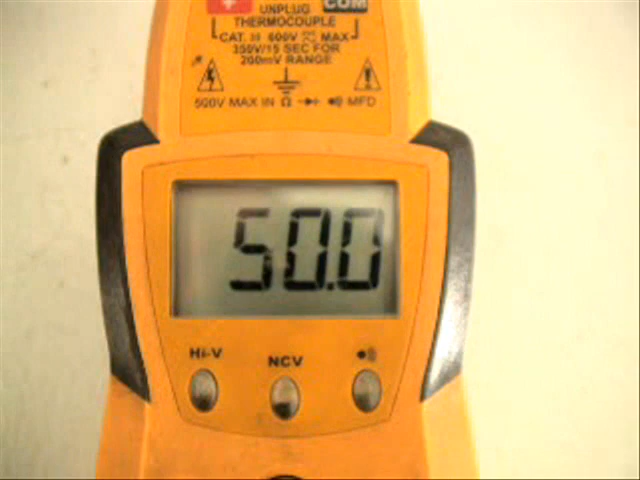 + COM
UNPLUG
THERMOCOUPLE
CAT. III 600V MAX
350V/15 SEC FOR
200mV RANGE
500V MAX IN Ω MFD
50.0
Hi-V NCV